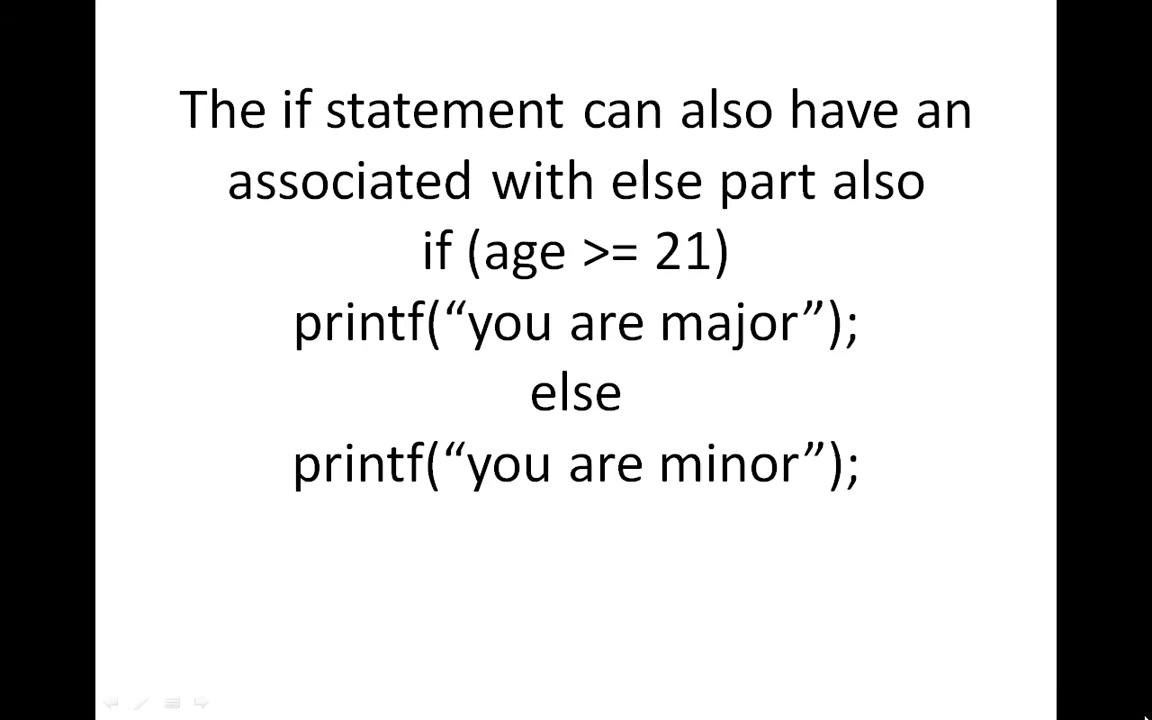 The if statement can also have an
associated with else part also
if (age >= 21)
printf(“you are major”);
else
printf(“you are minor”);